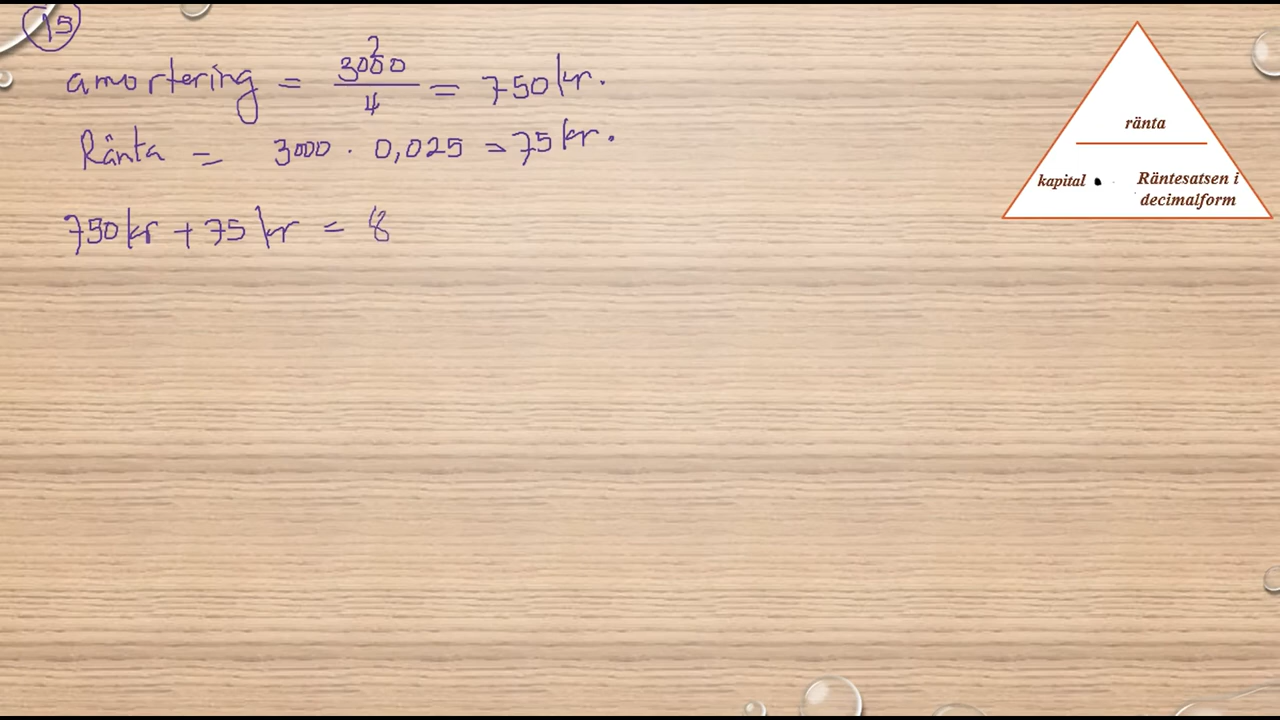 15
amortering = 3000/4 = 750 kr.
2
Ränta = 3000 · 0,025 = 75 kr.
750 kr + 75 kr = 8
ränta
kapital · Räntesatsen i
decimalform